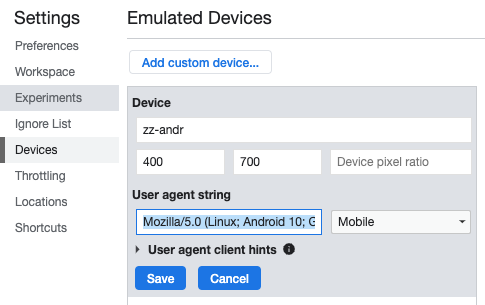 Settings
Emulated Devices
Preferences
Workspace
Experiments
Ignore List
Devices
Throttling
Locations
Shortcuts
Add custom device...
Device
zz-andr
400 700 Device pixel ratio
User agent string
Mozilla/5.0 (Linux; Android 10; G Mobile
User agent client hints
Save Cancel